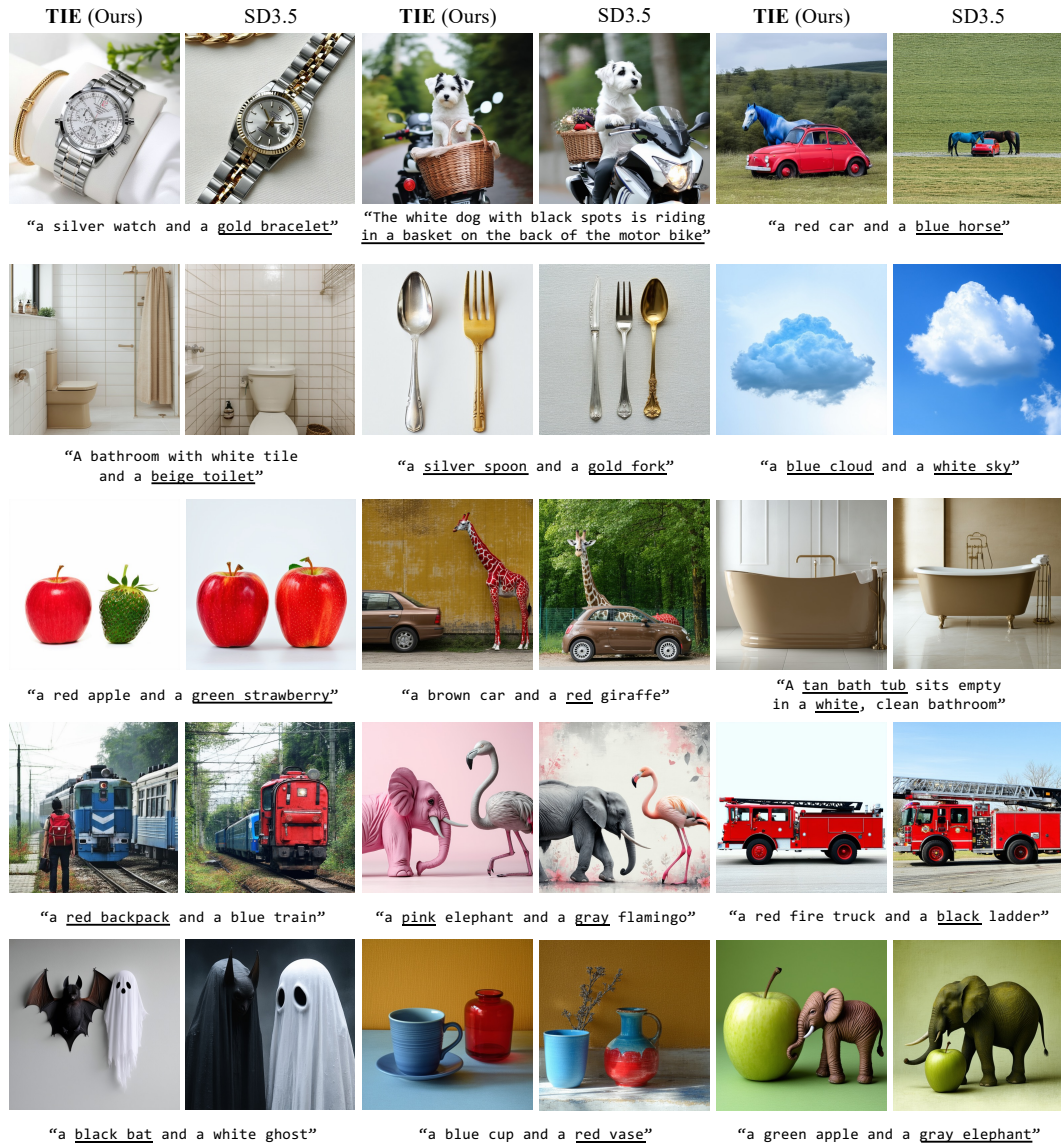 TIE (Ours)
SD3.5
TIE (Ours)
SD3.5
TIE (Ours)
SD3.5
“a silver watch and a gold bracelet”
“The white dog with black spots is riding
in a basket on the back of the motor bike”
“a red car and a blue horse”
“A bathroom with white tile
and a beige toilet”
“a silver spoon and a gold fork”
“a blue cloud and a white sky”
“a red apple and a green strawberry”
“a brown car and a red giraffe”
“A tan bath tub sits empty
in a white, clean bathroom”
“a red backpack and a blue train”
“a pink elephant and a gray flamingo”
“a red fire truck and a black ladder”
“a black bat and a white ghost”
“a blue cup and a red vase”
“a green apple and a gray elephant”